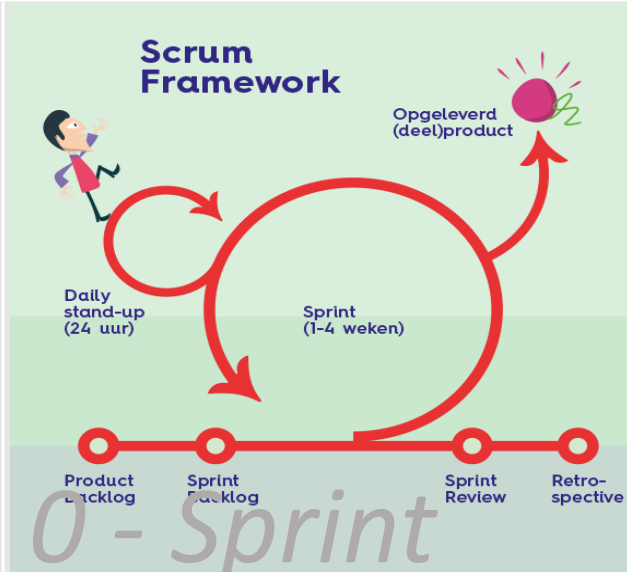 Scrum
Framework
Opgeleverd
(deel)product
Daily
stand-up
(24 uur)
Sprint
(1-4 weken)
Product
Backlog
Sprint
Backlog
Sprint
Review
Retro-
spective
0 - Sprint